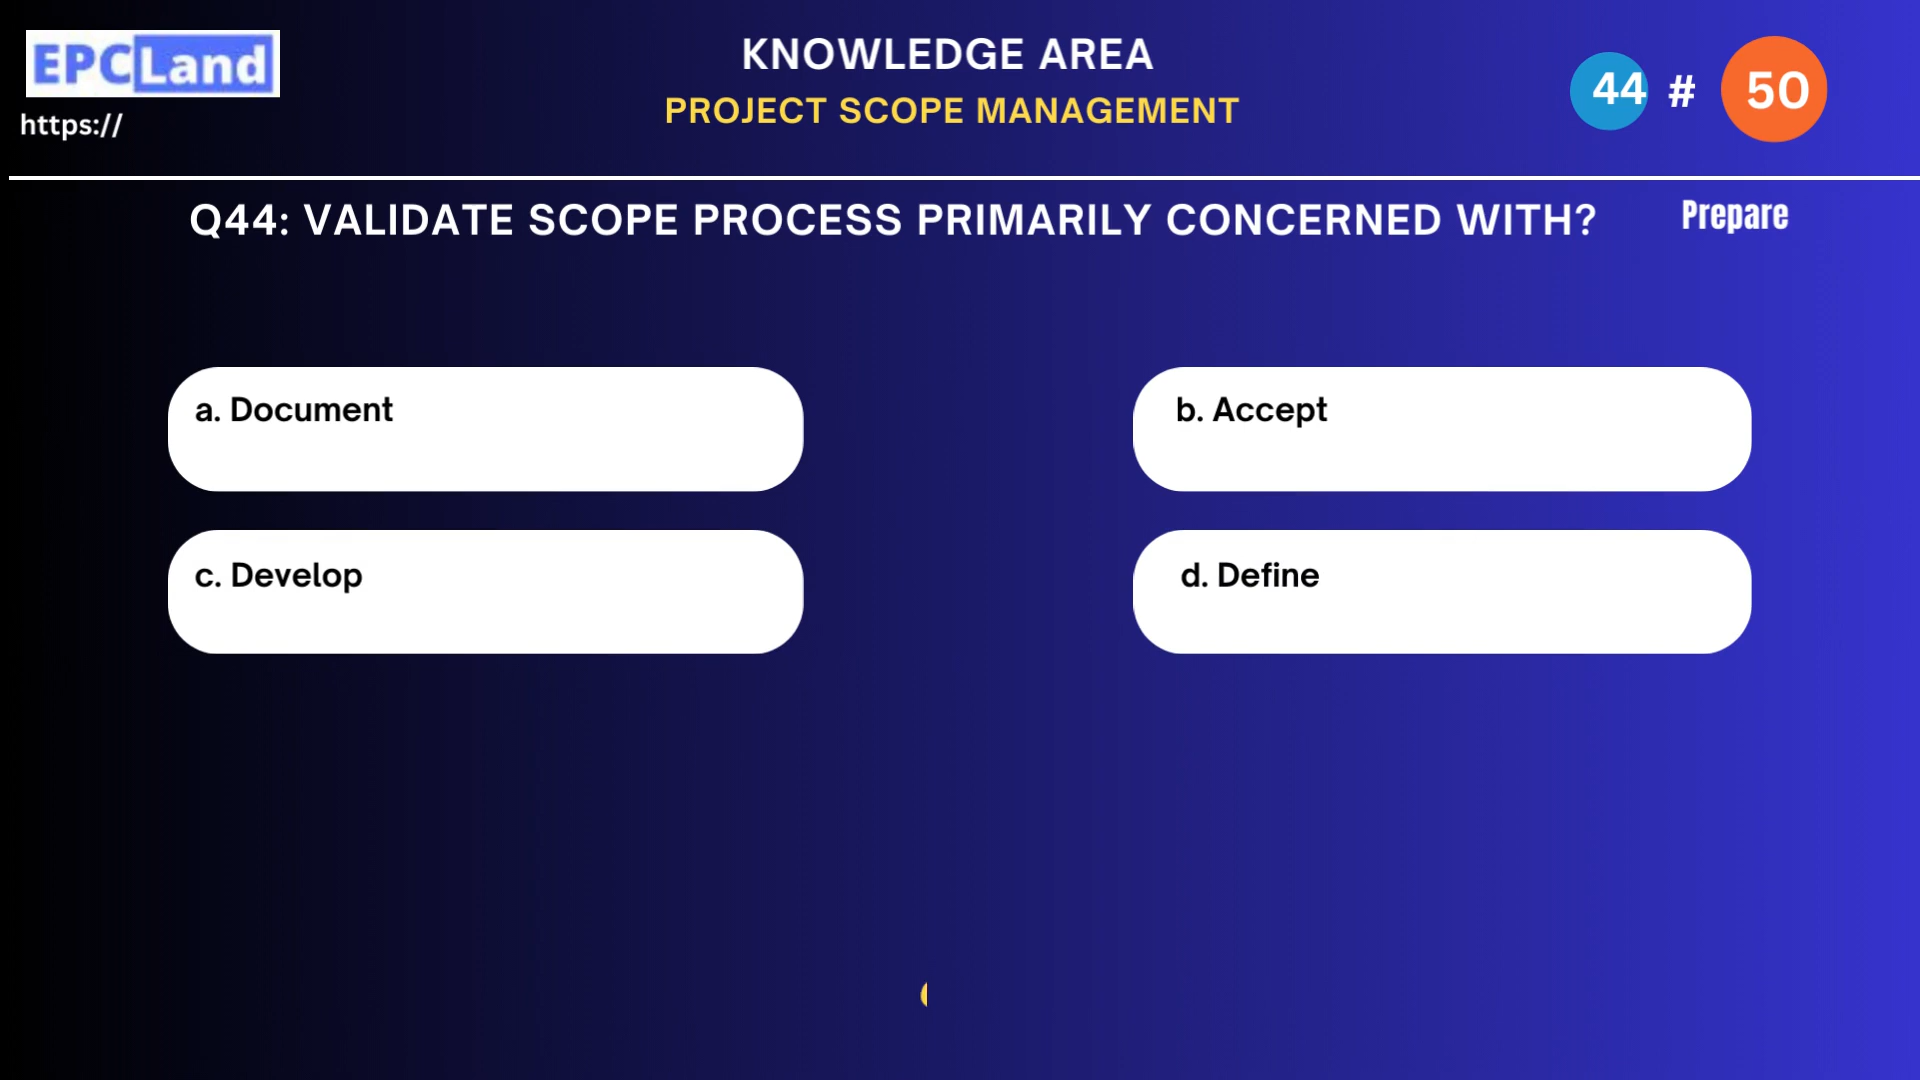 EPCLand
https://
KNOWLEDGE AREA
PROJECT SCOPE MANAGEMENT
44 # 50
Q44: VALIDATE SCOPE PROCESS PRIMARILY CONCERNED WITH?
Prepare
a. Document
b. Accept
c. Develop
d. Define